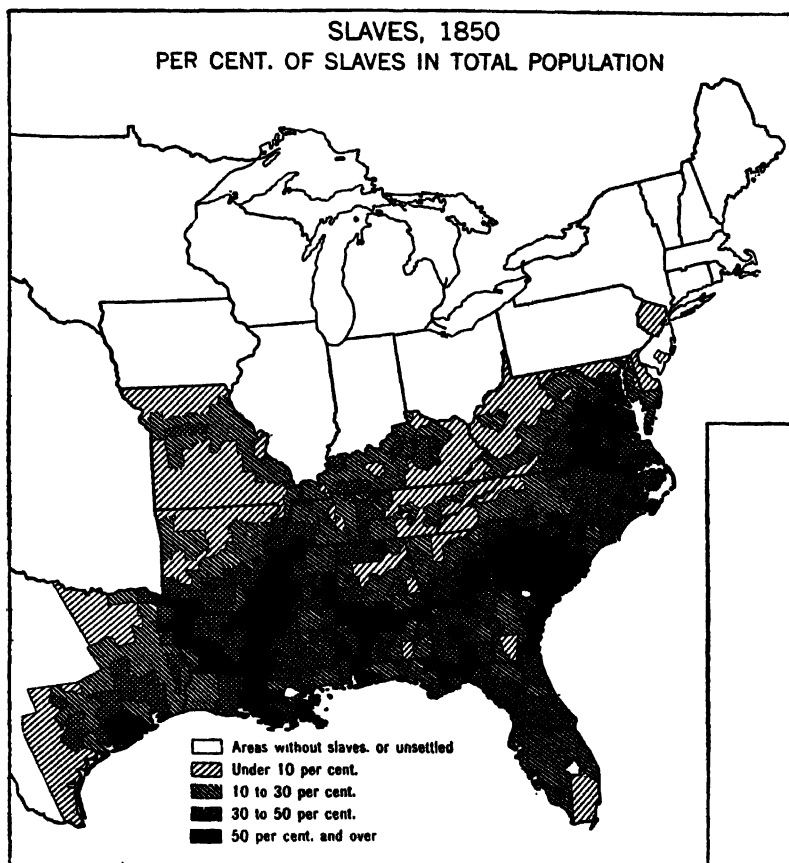 SLAVES, 1850
PER CENT. OF SLAVES IN TOTAL POPULATION
Areas without slaves. or unsettled
Under 10 per cent.
10 to 30 per cent.
30 to 50 per cent.
50 per cent. and over